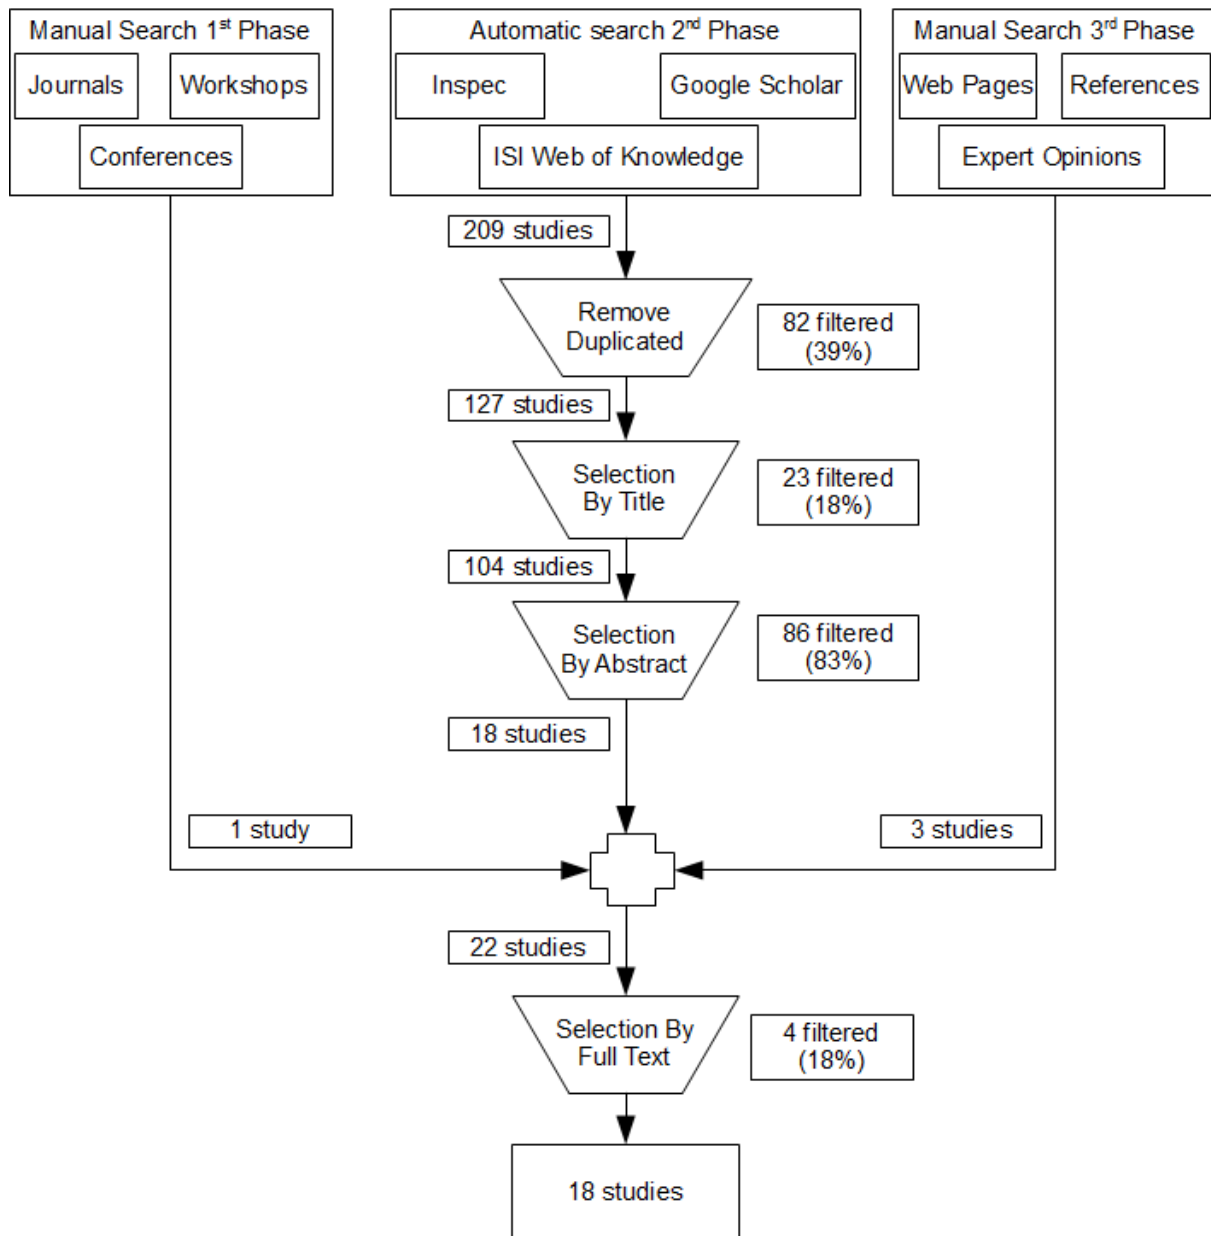 Manual Search 1st Phase
Journals
Workshops
Conferences
Automatic search 2nd Phase
Inspec
Google Scholar
ISI Web of Knowledge
Manual Search 3rd Phase
Web Pages
References
Expert Opinions
209 studies
Remove
Duplicated
82 filtered
(39%)
127 studies
Selection
By Title
23 filtered
(18%)
104 studies
Selection
By Abstract
86 filtered
(83%)
18 studies
1 study
3 studies
22 studies
Selection By
Full Text
4 filtered
(18%)
18 studies